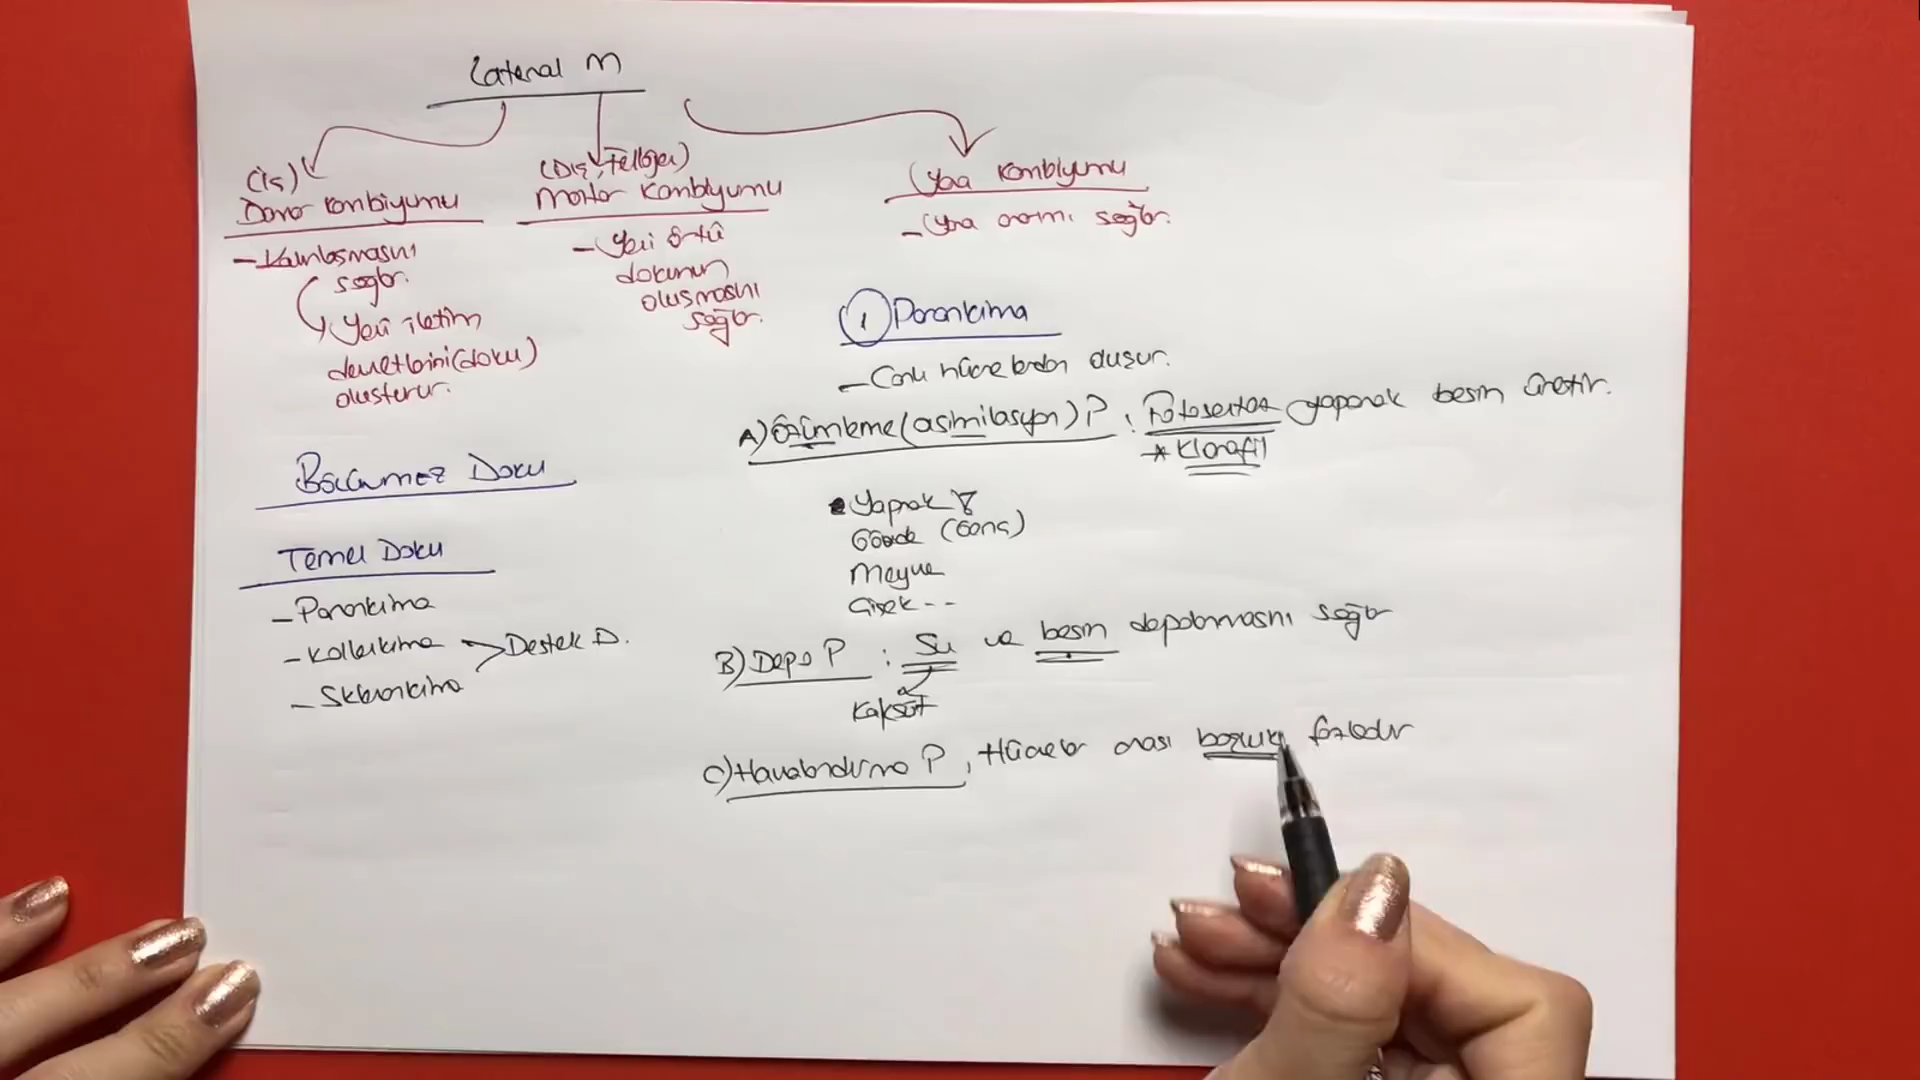 Lateral M
(İç)
Damar kambiyumu
- Kalınlaşmasını
sağlar.
Yeni iletim
demetlerini(doku)
oluşturur.
(Dış, Fellojen)
Mantar Kambiyumu
- Yeni örtü
dokunun
oluşmasını
sağlar.
Yara Kambiyumu
- Yara onarımı sağlar.
Bölünmez Doku
Temel Doku
- Parankima
- Kollenkima
- Sklerankima
Destek D.
1 Parankima
- Canlı hücrelerden oluşur.
A) Özümleme (asimilasyon) P : Fotosentez yaparak besin üretir.
* Klorofil
• Yaprak
Gövde (Genç)
Meyve
Çiçek --
B) Depo P : Su ve besin depolanmasını sağlar
Kaktüs
C) Havalandırma P, Hücreler arası boşluk fazladır